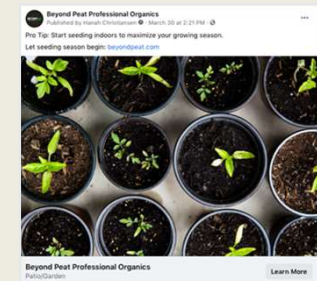 Beyond Peat Professional Organics
Published by Hanah Christensen · March 30 at 2:21 PM ·
Pro Tip: Start seeding indoors to maximize your growing season.
Let seeding season begin: beyondpeat.com
Beyond Peat Professional Organics
Patio/Garden
Learn More